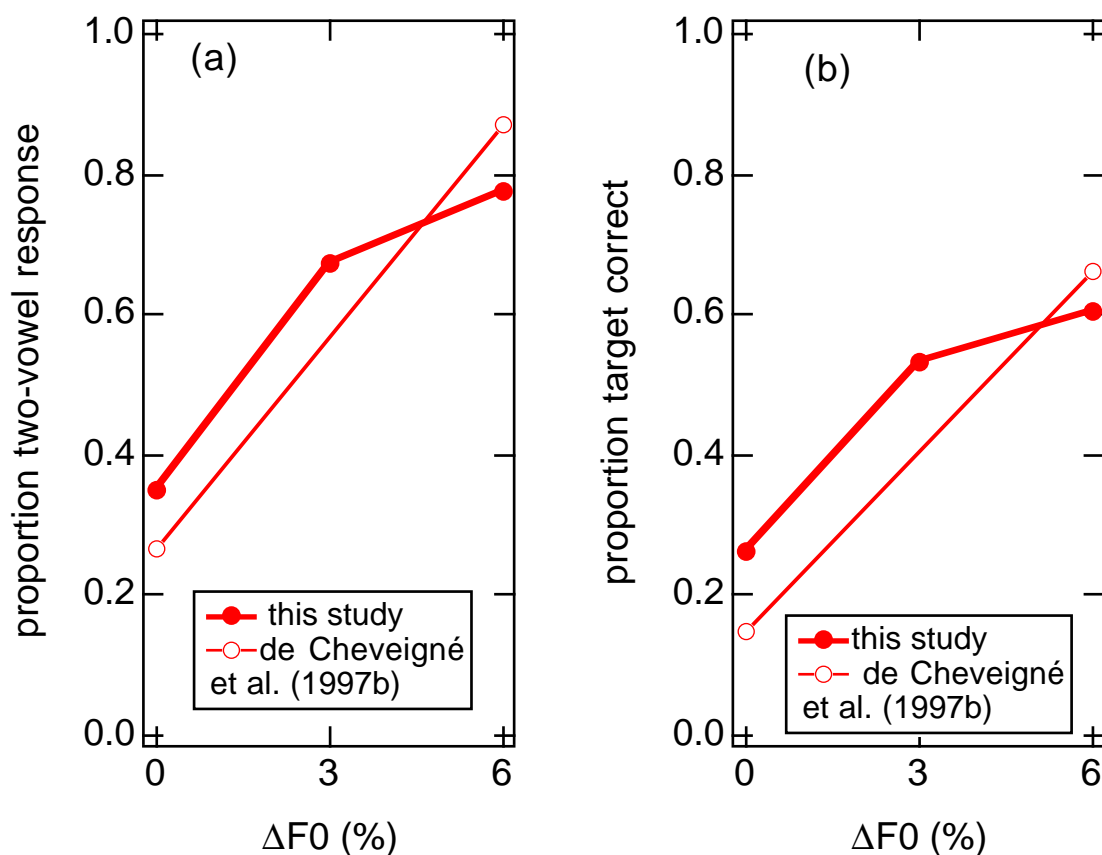 (a)
proportion two-vowel response
1.0
0.8
0.6
0.4
0.2
0.0
this study
de Cheveigné
et al. (1997b)
0 3 6
ΔF0 (%)
(b)
proportion target correct
1.0
0.8
0.6
0.4
0.2
0.0
this study
de Cheveigné
et al. (1997b)
0 3 6
ΔF0 (%)